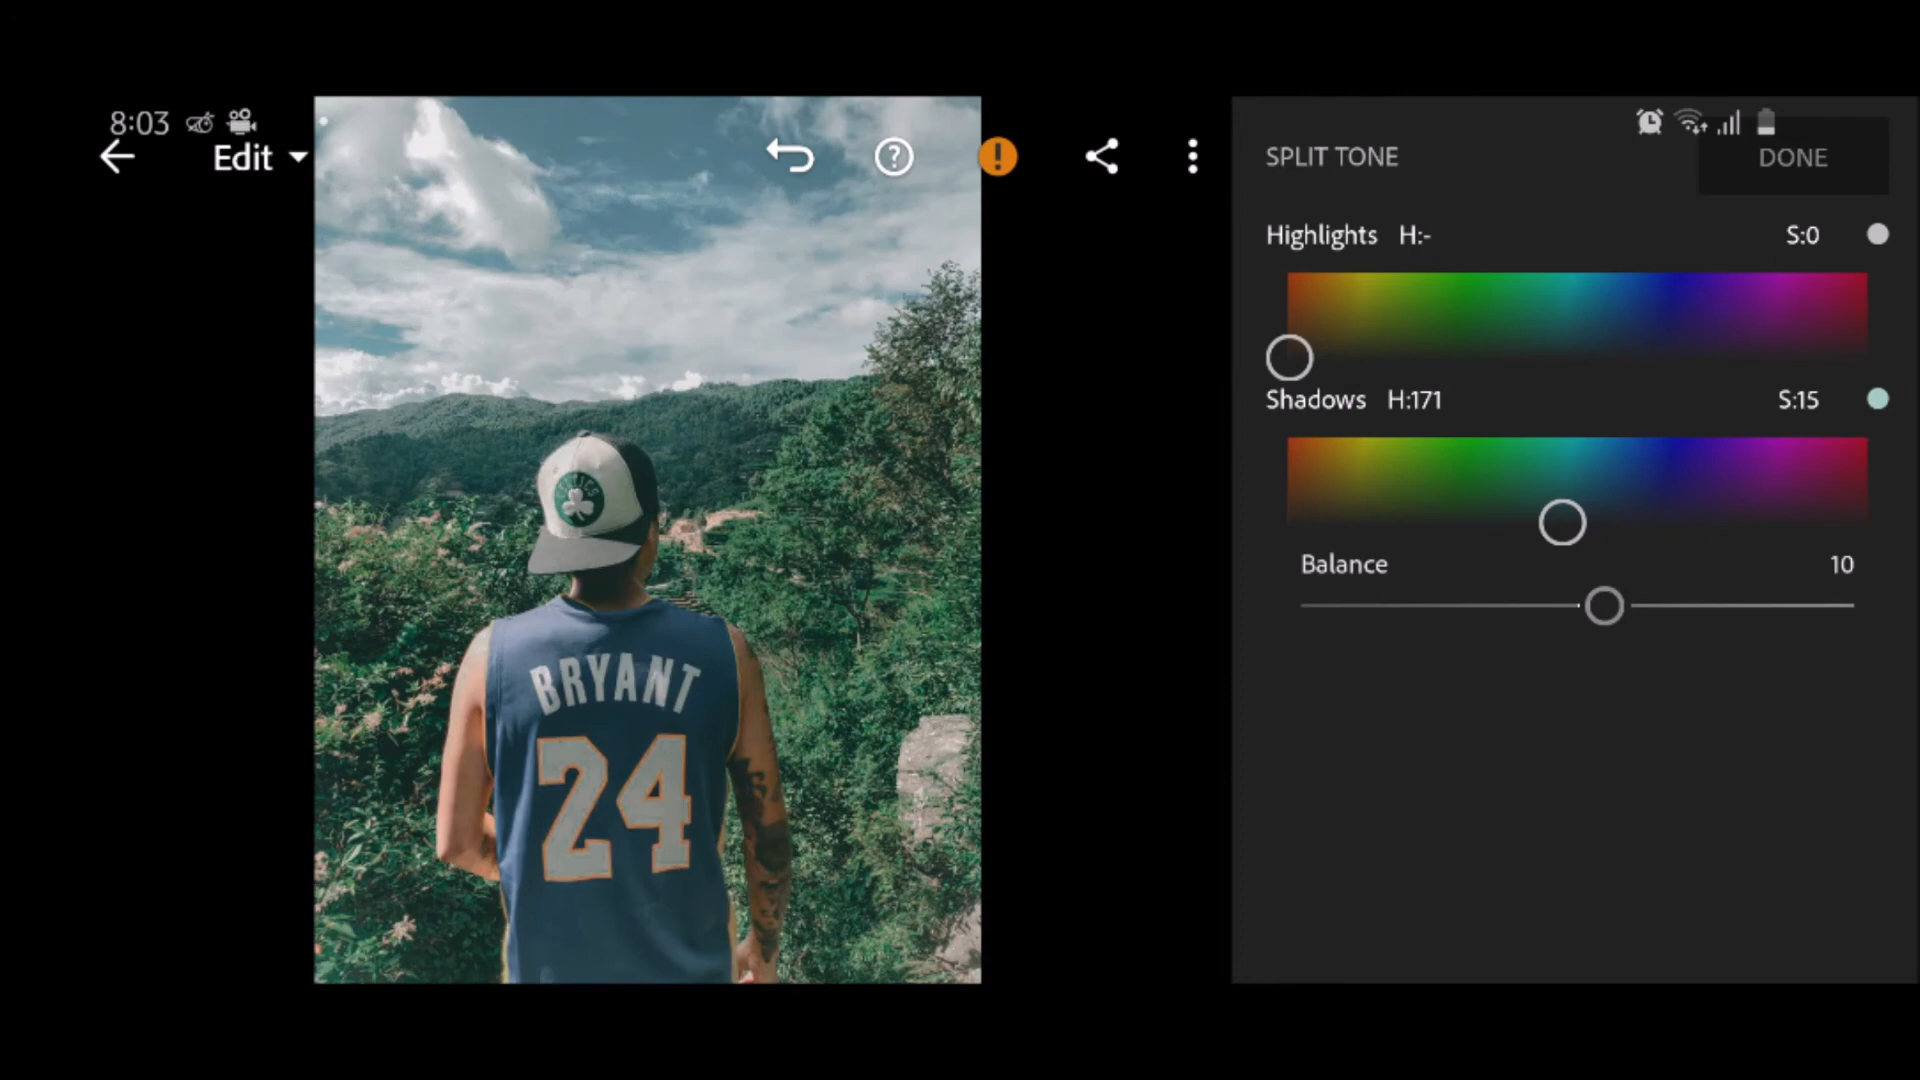 8:03
Edit
SPLIT TONE
DONE
Highlights H:- S:0
Shadows H:171 S:15
Balance 10
BRYANT
24